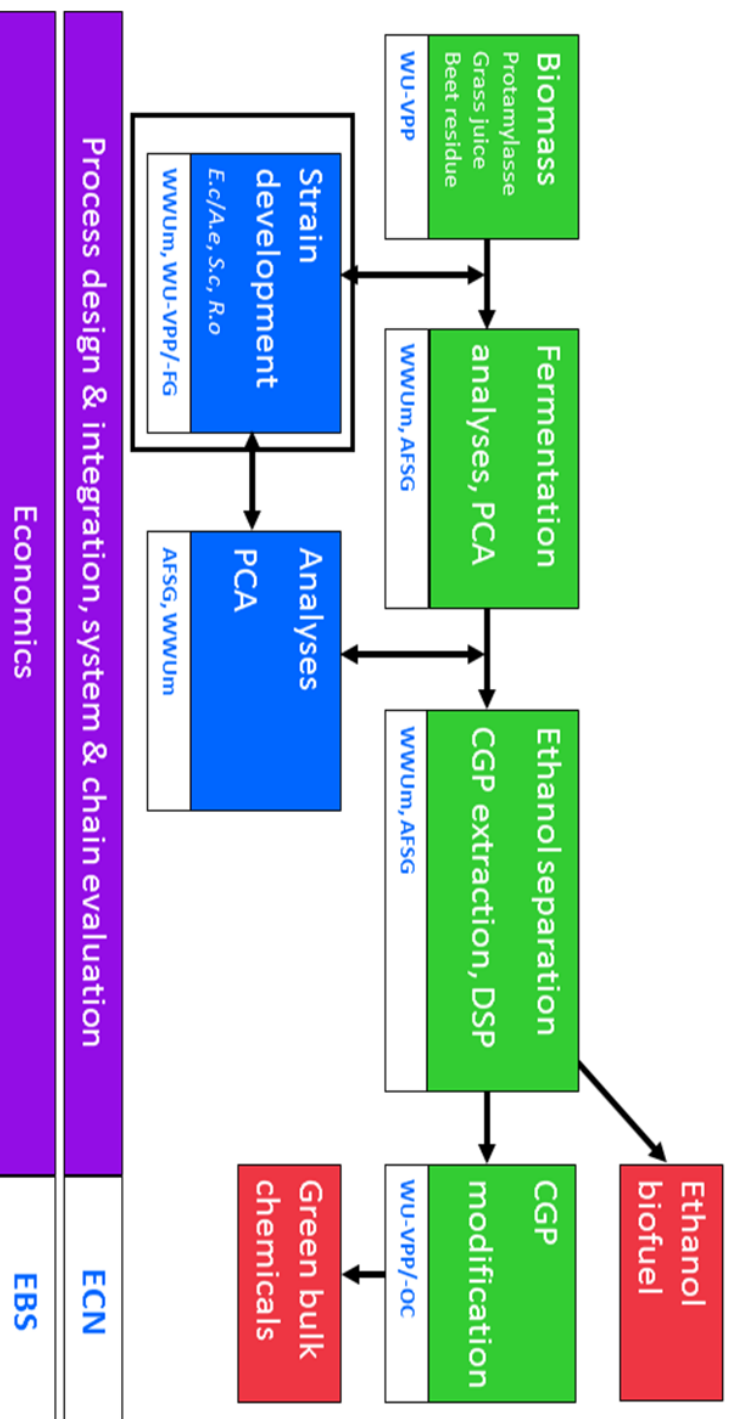 Ethanol
biofuel
Biomass
Protamylasse
Grass juice
Beet residue
WU-VPP
Fermentation
analyses, PCA
WWUm, AFSG
Ethanol separation
CGP extraction, DSP
WWUm, AFSG
CGP
modification
WU-VPP/-OC
Strain
development
E.c/A.e, S.c, R.o
WWUm, WU-VPP/-FG
Analyses
PCA
AFSG, WWUm
Green bulk
chemicals
Process design & integration, system & chain evaluation
ECN
Economics
EBS